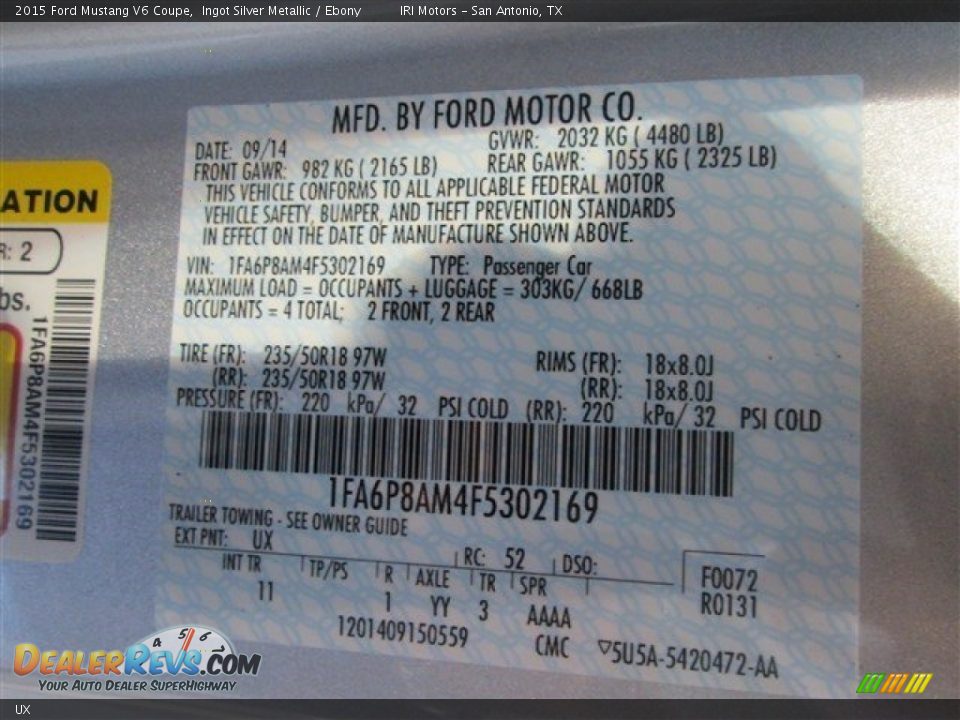 2015 Ford Mustang V6 Coupe, Ingot Silver Metallic / Ebony IRI Motors - San Antonio, TX
MFD. BY FORD MOTOR CO.
DATE: 09/14 GVWR: 2032 KG ( 4480 LB)
FRONT GAWR: 982 KG ( 2165 LB) REAR GAWR: 1055 KG ( 2325 LB)
THIS VEHICLE CONFORMS TO ALL APPLICABLE FEDERAL MOTOR
VEHICLE SAFETY, BUMPER, AND THEFT PREVENTION STANDARDS
IN EFFECT ON THE DATE OF MANUFACTURE SHOWN ABOVE.
VIN: 1FA6P8AM4F5302169 TYPE: Passenger Car
MAXIMUM LOAD = OCCUPANTS + LUGGAGE = 303KG/ 668LB
OCCUPANTS = 4 TOTAL; 2 FRONT, 2 REAR
TIRE (FR): 235/50R18 97W RIMS (FR): 18x8.0J
(RR): 235/50R18 97W (RR): 18x8.0J
PRESSURE (FR): 220 kPa/ 32 PSI COLD (RR): 220 kPa/ 32 PSI COLD
1FA6P8AM4F5302169
TRAILER TOWING - SEE OWNER GUIDE
EXT PNT: UX RC: 52 DSO:
INT TR TP/PS R AXLE TR SPR
11 1 YY 3 AAAA
F0072
R0131
1201409150559 CMC ▽5U5A-5420472-AA
ATION
R: 2
bs.
1FA6P8AM4F5302169
4 5 6 7
DEALERREVS.COM
YOUR AUTO DEALER SUPERHIGHWAY
UX